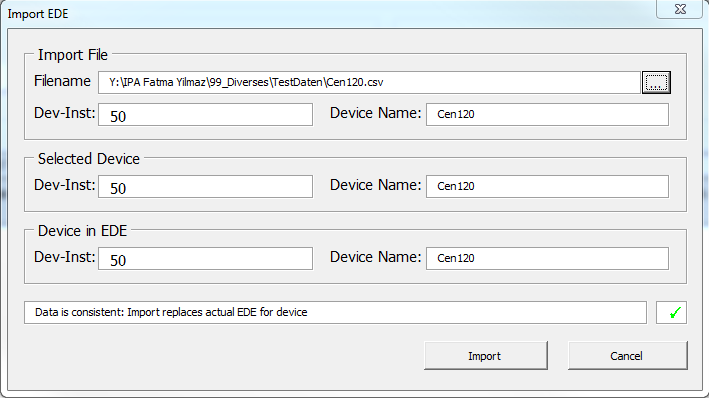 Import EDE
Import File
Filename Y:\IPA Fatma Yilmaz\99_Diverses\TestDaten\Cen120.csv ...
Dev-Inst: 50 Device Name: Cen120
Selected Device
Dev-Inst: 50 Device Name: Cen120
Device in EDE
Dev-Inst: 50 Device Name: Cen120
Data is consistent: Import replaces actual EDE for device ✓
Import Cancel